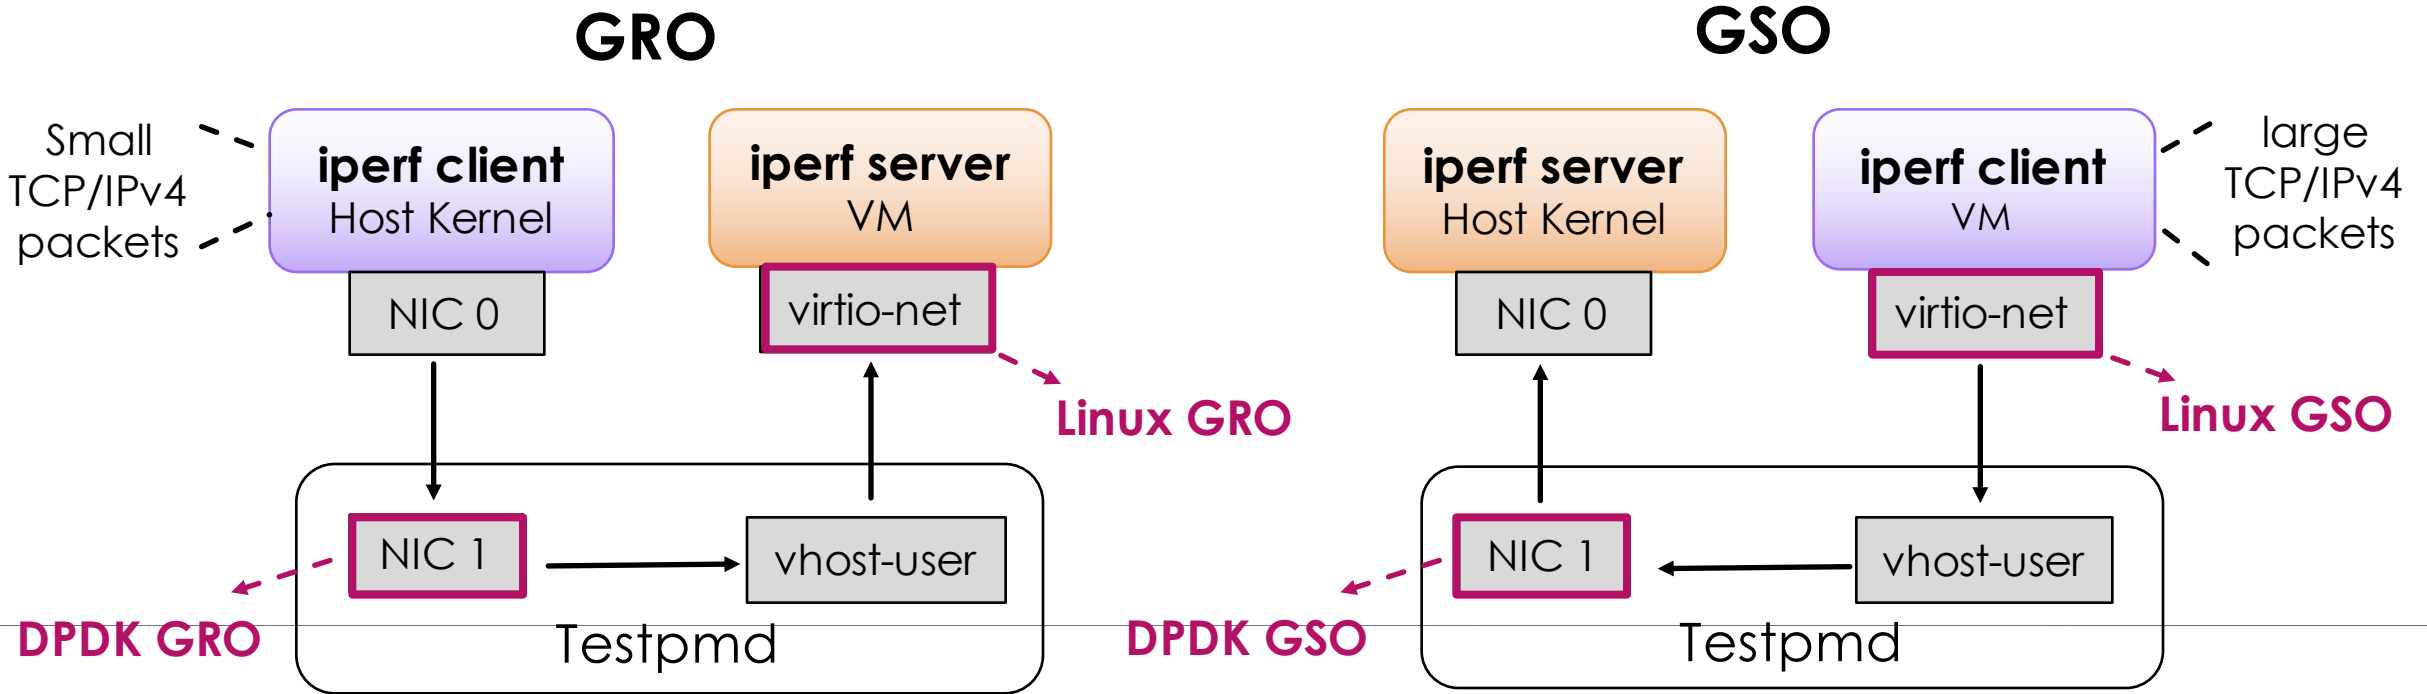 GRO
Small
TCP/IPv4
packets
iperf client
Host Kernel
NIC 0
iperf server
VM
virtio-net
Linux GRO
NIC 1
vhost-user
DPDK GRO
Testpmd
GSO
iperf server
Host Kernel
NIC 0
iperf client
VM
virtio-net
large
TCP/IPv4
packets
Linux GSO
NIC 1
vhost-user
DPDK GSO
Testpmd